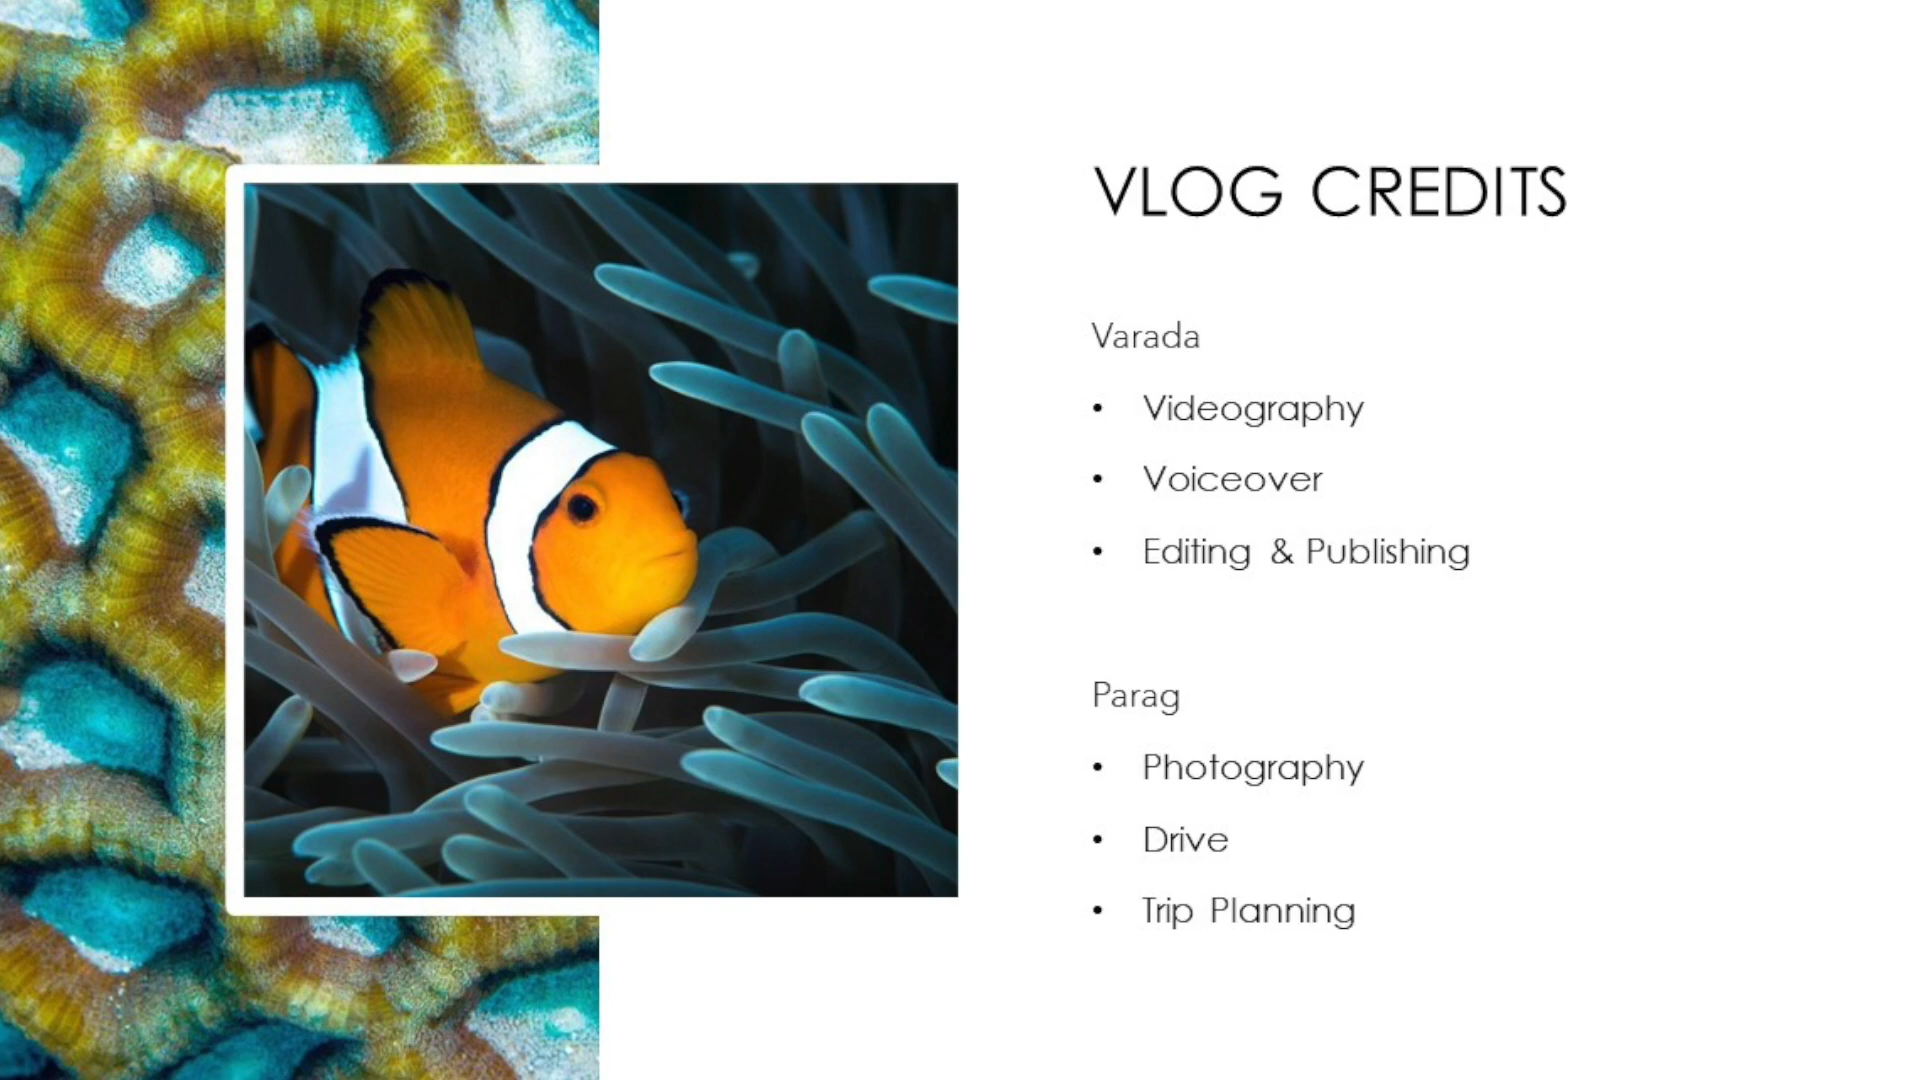 VLOG CREDITS
Varada
• Videography
• Voiceover
• Editing & Publishing
Parag
• Photography
• Drive
• Trip Planning